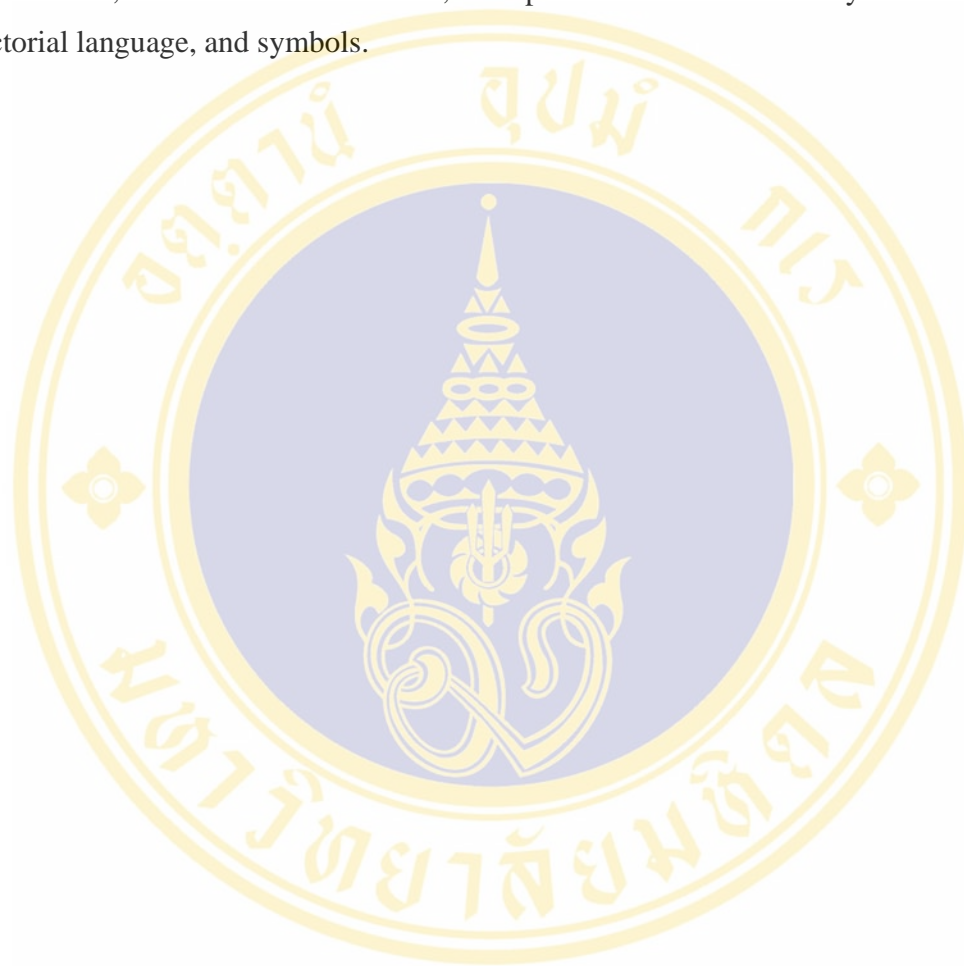 ctorial language, and symbols.
อตฺตานํ อุปมํ กเร
มหาวิทยาลัยมหิดล